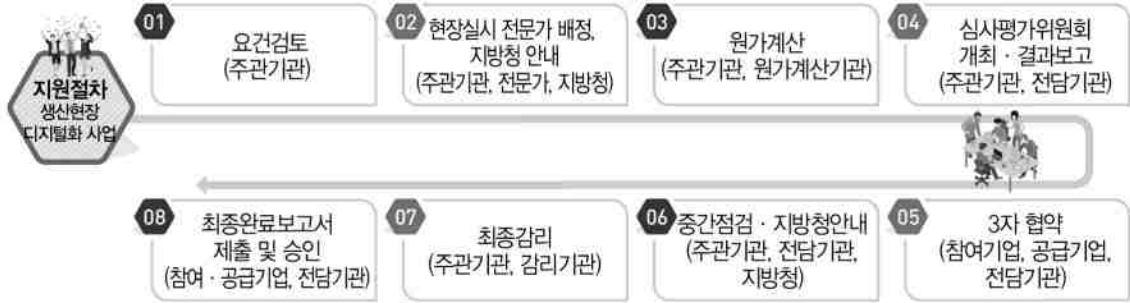 지원절차
생산현장
디지털화 사업
01
요건검토
(주관기관)
02
현장실시 전문가 배정,
지방청 안내
(주관기관, 전문가, 지방청)
03
원가계산
(주관기관, 원가계산기관)
04
심사평가위원회
개최 · 결과보고
(주관기관, 전담기관)
05
3자 협약
(참여기업, 공급기업,
전담기관)
06
중간점검 · 지방청안내
(주관기관, 전담기관,
지방청)
07
최종감리
(주관기관, 감리기관)
08
최종완료보고서
제출 및 승인
(참여 · 공급기업, 전담기관)